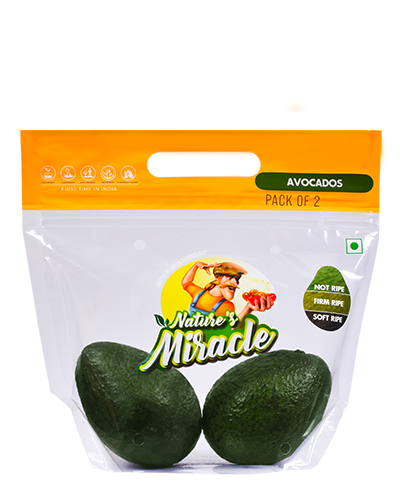 AVOCADOS
FIRST TIME IN INDIA
PACK OF 2
NOT RIPE
FIRM RIPE
SOFT RIPE
Nature's
Miracle